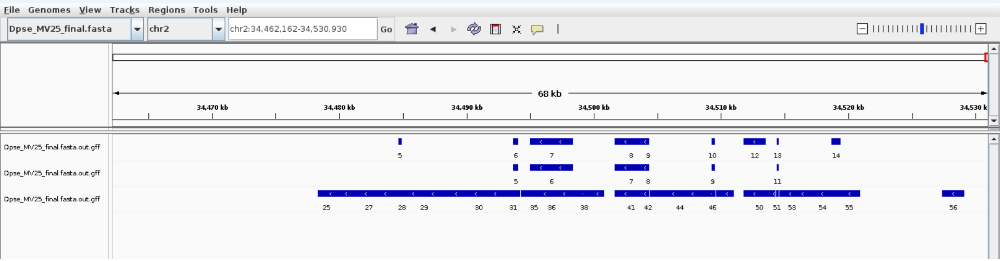 File Genomes View Tracks Regions Tools Help
Dpse_MV25_final.fasta chr2 chr2:34,462,162-34,530,930 Go
68 kb
34,470 kb 34,480 kb 34,490 kb 34,500 kb 34,510 kb 34,520 kb 34,530 k
Dpse_MV25_final.fasta.out.gff
5 6 7 8 9 10 12 13 14
Dpse_MV25_final.fasta.out.gff
5 6 7 8 9 11
Dpse_MV25_final.fasta.out.gff
25 27 28 29 30 31 35 36 38 41 42 44 46 50 51 53 54 55 56